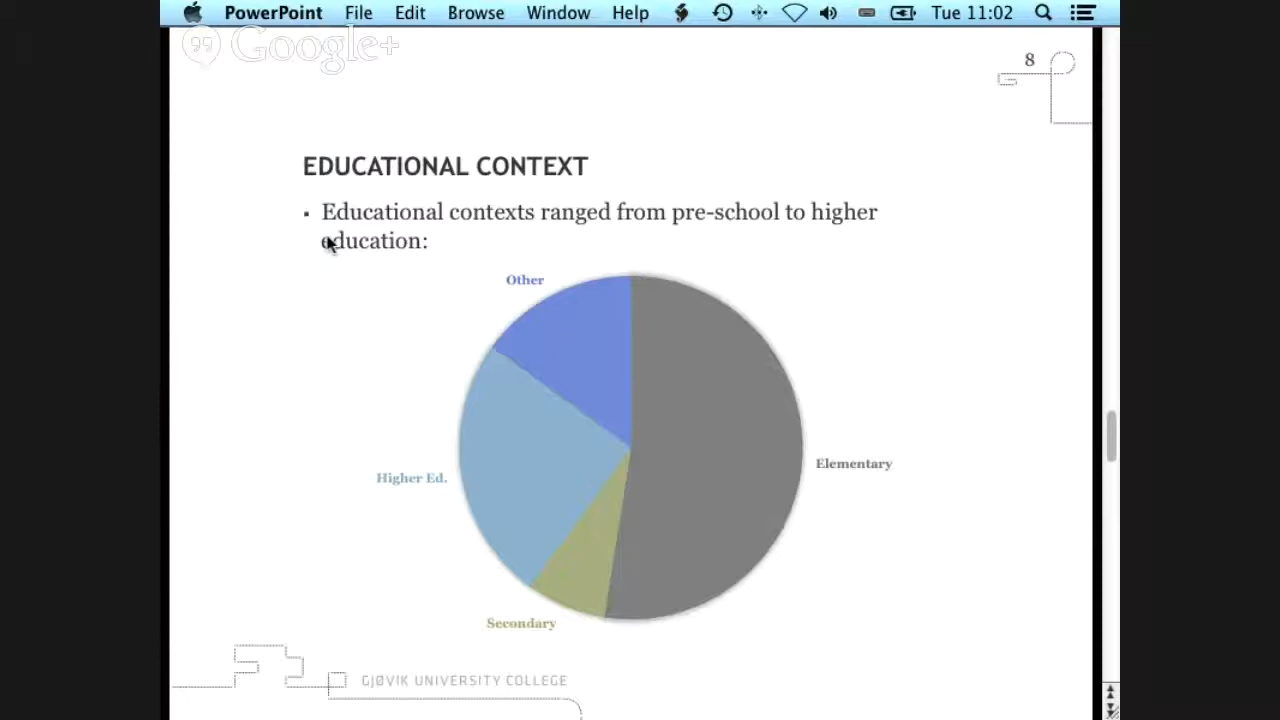 PowerPoint File Edit Browse Window Help Tue 11:02
Google+
8
EDUCATIONAL CONTEXT
▪ Educational contexts ranged from pre-school to higher
education:
Other
Elementary
Higher Ed.
Secondary
GJØVIK UNIVERSITY COLLEGE